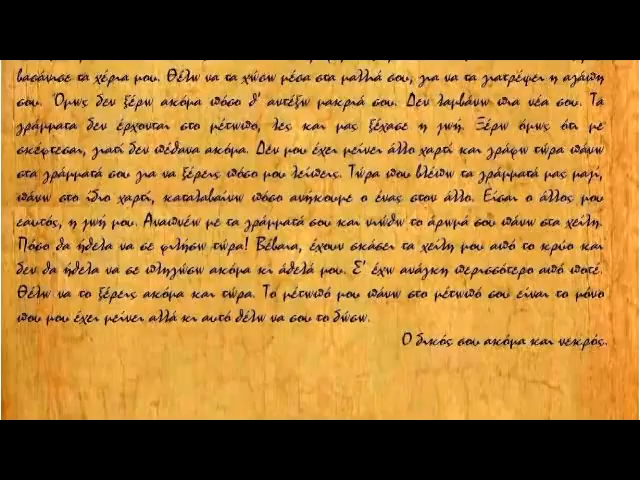 βασάνισε τα χέρια μου. Θέλω να τα χώσω μέσα στα μαλλιά σου, για να τα γιατρέψει η αγάπη
σου. Όμως δεν ξέρω ακόμα πόσο θ' αντέξω μακριά σου. Δεν λαμβάνω πια νέα σου. Τα
γράμματα δεν έρχονται στο μέτωπο, λες και μας ξέχασε η ζωή. Ξέρω όμως ότι με
σκέφτεσαι, γιατί δεν πέθανα ακόμα. Δεν μου έχει μείνει άλλο χαρτί και γράφω τώρα πάνω
στα γράμματά σου για να ξέρεις πόσο μου λείπεις. Τώρα που βλέπω τα γράμματά μας μαζί,
πάνω στο ίδιο χαρτί, καταλαβαίνω πόσο ανήκουμε ο ένας στον άλλο. Είσαι ο άλλος μου
εαυτός, η ζωή μου. Αναπνέω με τα γράμματά σου και νιώθω το άρωμά σου πάνω στα χείλη.
Πόσο θα ήθελα να σε φιλήσω τώρα! Βέβαια, έχουν σκάσει τα χείλη μου από το κρύο και
δεν θα ήθελα να σε πληγώσω ακόμα κι άθελά μου. Σ' έχω ανάγκη περισσότερο από ποτέ.
Θέλω να το ξέρεις ακόμα και τώρα. Το μέτωπό μου πάνω στο μέτωπό σου είναι το μόνο
που μου έχει μείνει αλλά κι αυτό θέλω να σου το δώσω.
Ο δικός σου ακόμα και νεκρός.